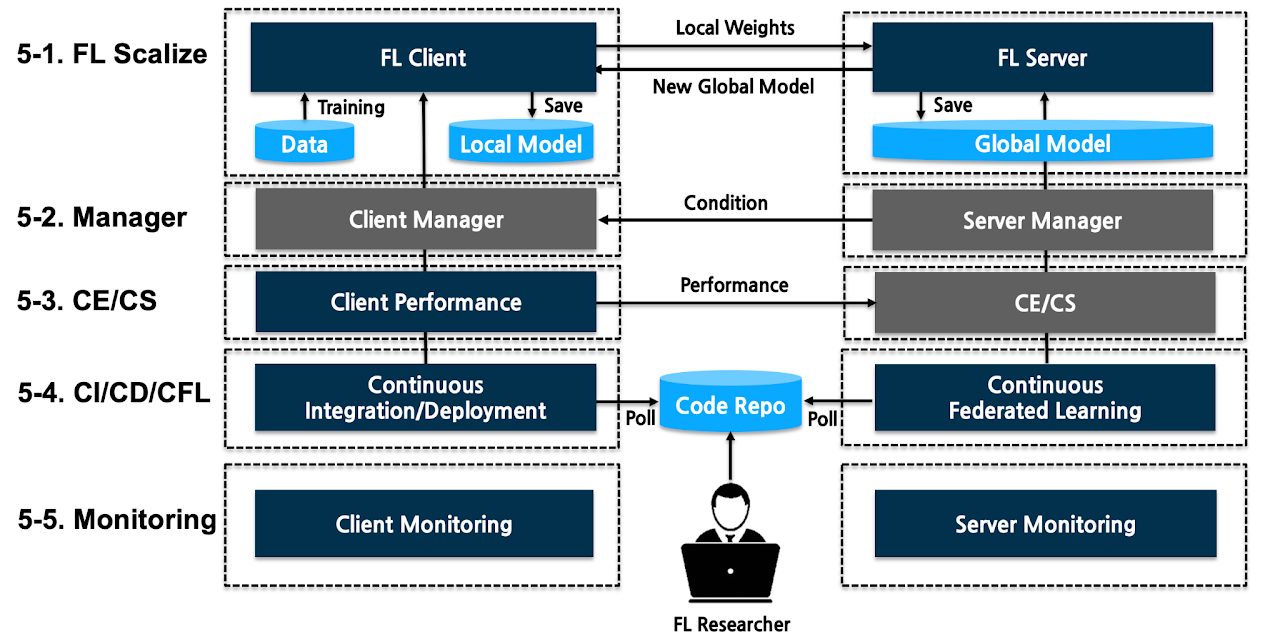 5-1. FL Scalize
FL Client
Local Weights
New Global Model
FL Server
Training
Save
Save
Data
Local Model
Global Model
5-2. Manager
Client Manager
Condition
Server Manager
5-3. CE/CS
Client Performance
Performance
CE/CS
5-4. CI/CD/CFL
Continuous
Integration/Deployment
Poll
Code Repo
Poll
Continuous
Federated Learning
5-5. Monitoring
Client Monitoring
Server Monitoring
FL Researcher